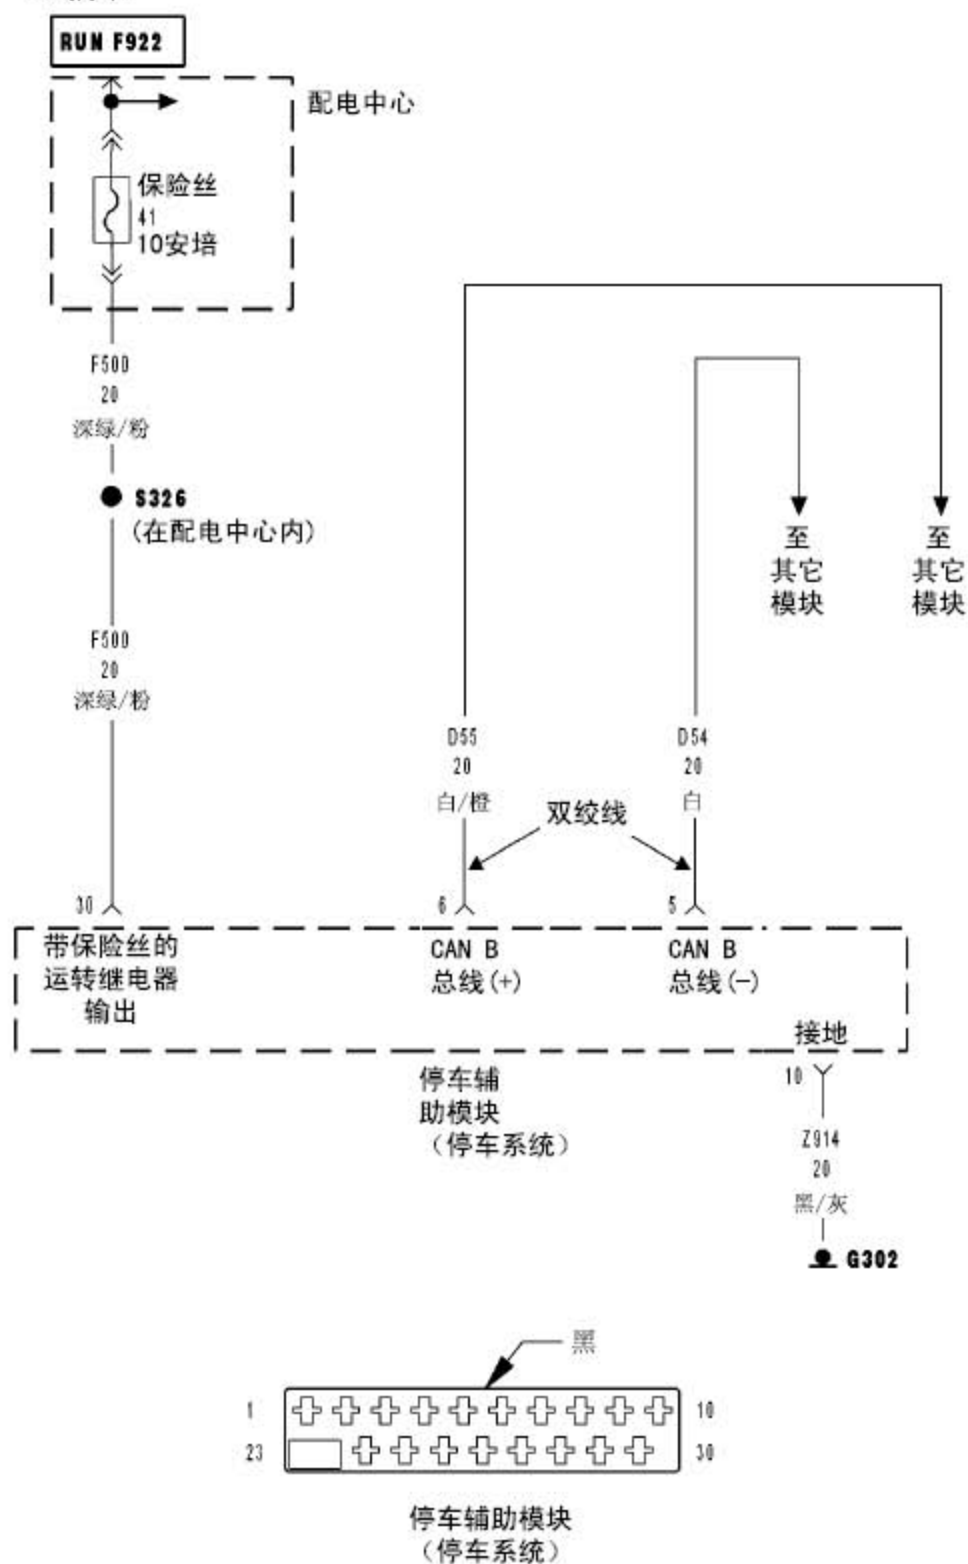 RUN F922
配电中心
保险丝
41
10安培
F500
20
深绿/粉
S326
(在配电中心内)
至
其它
模块
至
其它
模块
F500
20
深绿/粉
D55
20
白/橙
D54
20
白
双绞线
30
6
5
带保险丝的
运转继电器
输出
CAN B
总线(+)
CAN B
总线(-)
接地
停车辅
助模块
(停车系统)
10
Z914
20
黑/灰
G302
黑
1
10
23
30
停车辅助模块
(停车系统)